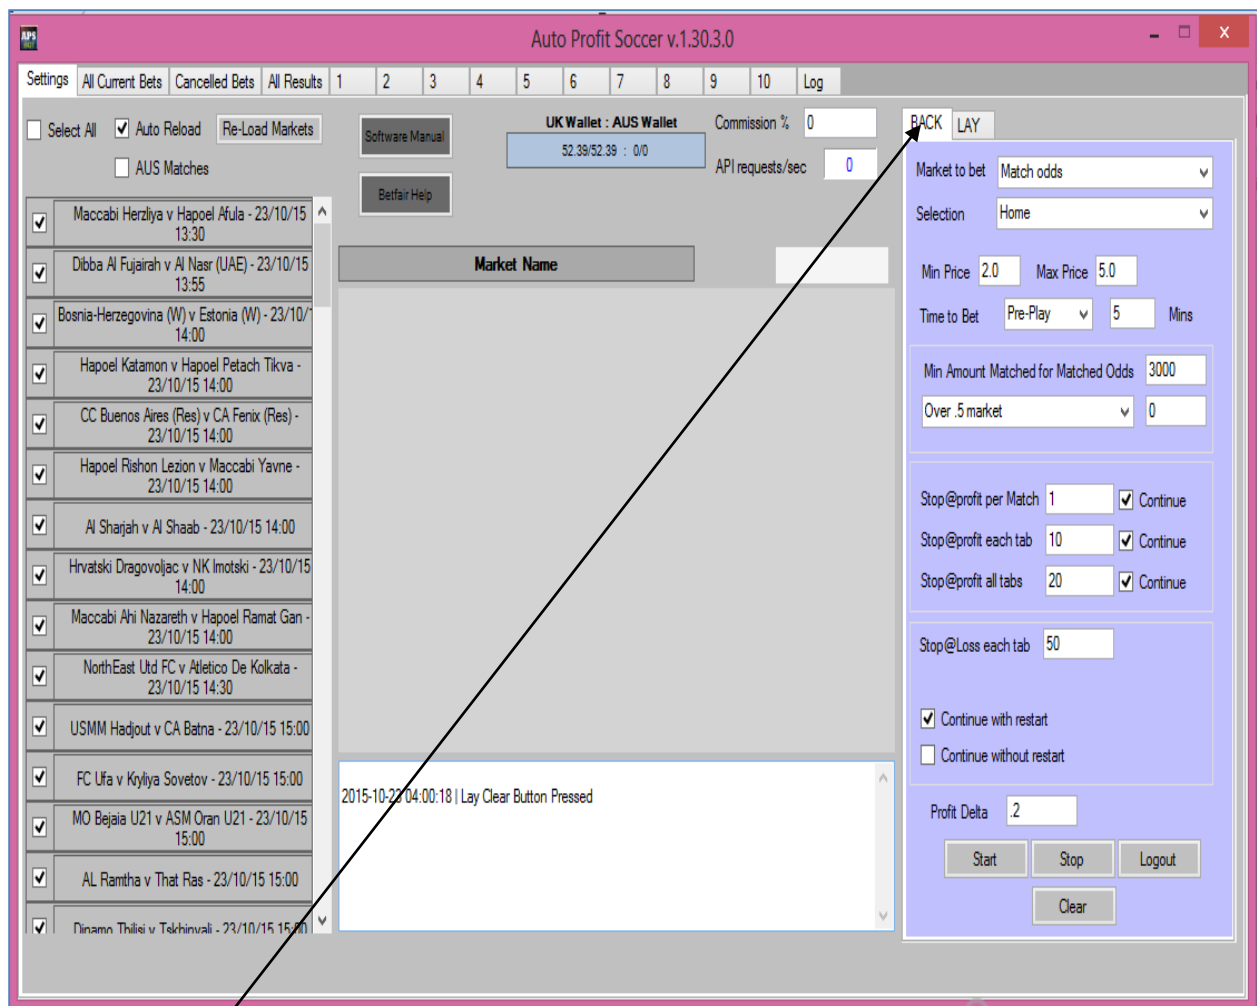 APS
BOT
Auto Profit Soccer v.1.30.3.0
Settings All Current Bets Cancelled Bets All Results 1 2 3 4 5 6 7 8 9 10 Log
Select All Auto Reload Re-Load Markets
AUS Matches
Maccabi Herzliya v Hapoel Afula - 23/10/15
13:30
Dibba Al Fujairah v Al Nasr (UAE) - 23/10/15
13:55
Bosnia-Herzegovina (W) v Estonia (W) - 23/10/1
14:00
Hapoel Katamon v Hapoel Petach Tikva -
23/10/15 14:00
CC Buenos Aires (Res) v CA Fenix (Res) -
23/10/15 14:00
Hapoel Rishon Lezion v Maccabi Yavne -
23/10/15 14:00
Al Sharjah v Al Shaab - 23/10/15 14:00
Hrvatski Dragovoljac v NK Imotski - 23/10/15
14:00
Maccabi Ahi Nazareth v Hapoel Ramat Gan -
23/10/15 14:00
NorthEast Utd FC v Atletico De Kolkata -
23/10/15 14:30
USMM Hadjout v CA Batna - 23/10/15 15:00
FC Ufa v Kryliya Sovetov - 23/10/15 15:00
MO Bejaia U21 v ASM Oran U21 - 23/10/15
15:00
AL Ramtha v That Ras - 23/10/15 15:00
Dinamo Tbilisi v Tskhinvali - 23/10/15 15:00
Software Manual
Betfair Help
UK Wallet : AUS Wallet
52.39/52.39 : 0/0
Commission % 0
API requests/sec 0
Market Name
2015-10-23 04:00:18 | Lay Clear Button Pressed
BACK LAY
Market to bet Match odds
Selection Home
Min Price 2.0 Max Price 5.0
Time to Bet Pre-Play 5 Mins
Min Amount Matched for Matched Odds 3000
Over .5 market 0
Stop@profit per Match 1 Continue
Stop@profit each tab 10 Continue
Stop@profit all tabs 20 Continue
Stop@Loss each tab 50
Continue with restart
Continue without restart
Profit Delta .2
Start Stop Logout
Clear